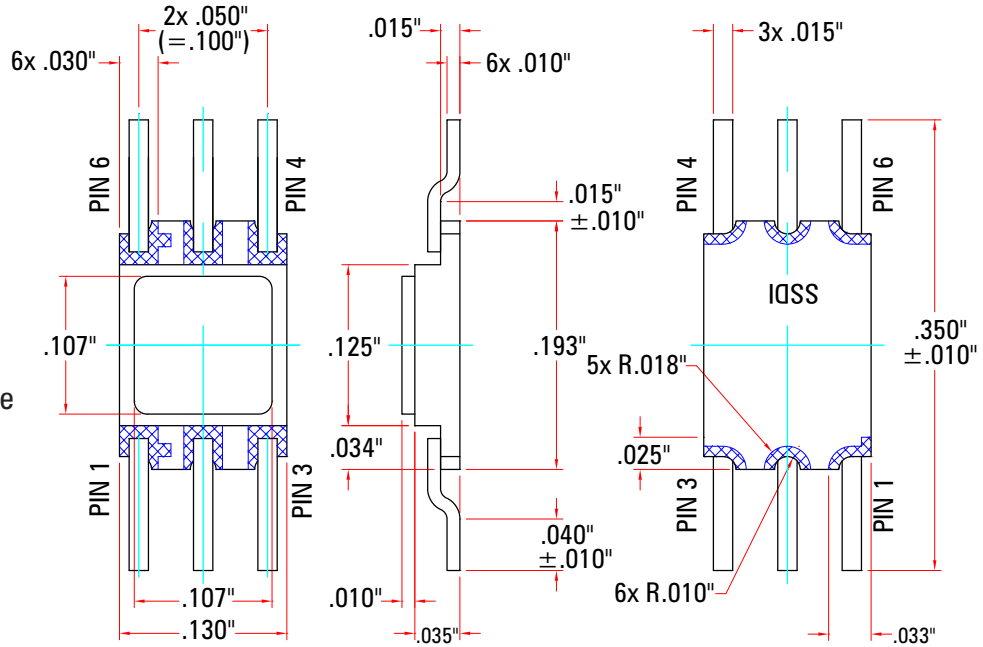 2x .050"
(=.100")
6x .030"
.015"
6x .010"
3x .015"
PIN 6
PIN 4
.015"
±.010"
PIN 4
PIN 6
SSDI
.107"
.125"
.193"
.350"
±.010"
5x R.018"
e
.034"
.025"
PIN 1
PIN 3
.040"
±.010"
PIN 3
PIN 1
.107"
.130"
.010"
.035"
6x R.010"
.033"